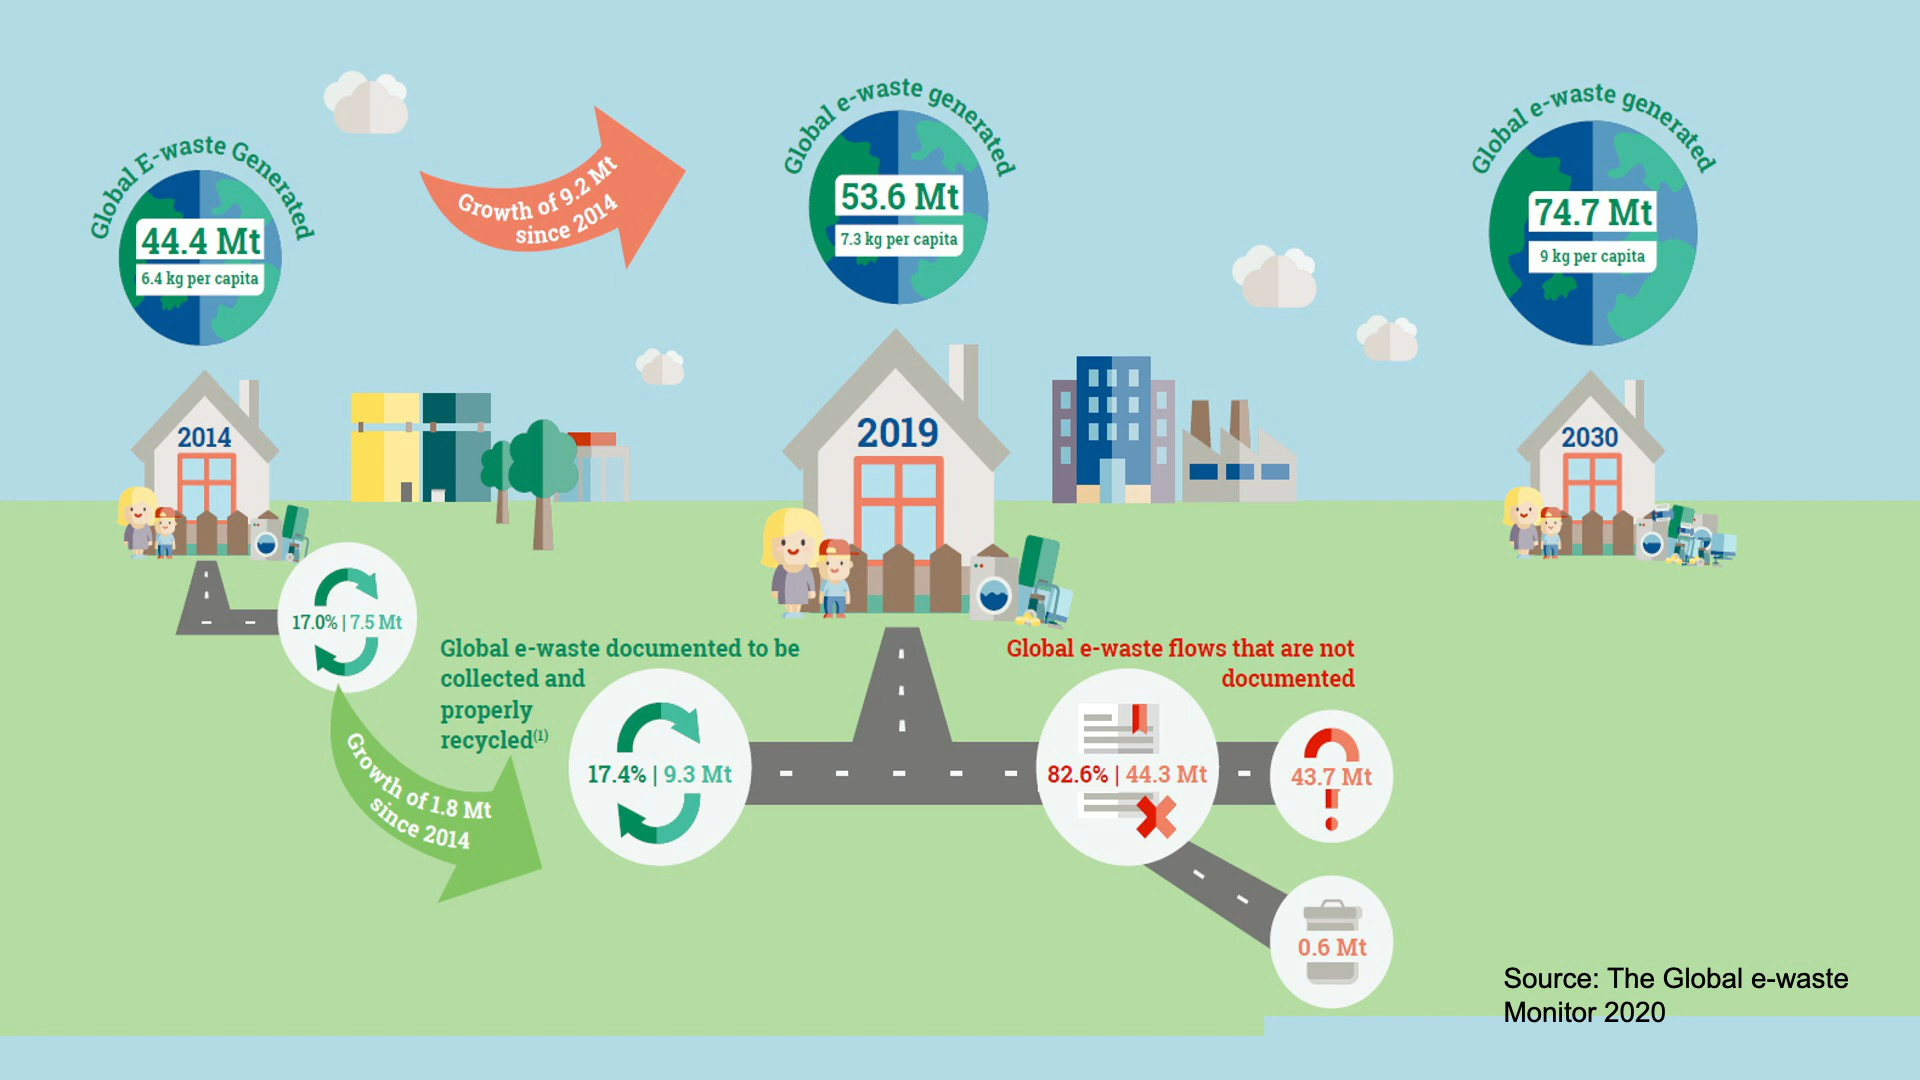 Global E-waste Generated
44.4 Mt
6.4 kg per capita
Growth of 9.2 Mt
since 2014
Global e-waste generated
53.6 Mt
7.3 kg per capita
Global e-waste generated
74.7 Mt
9 kg per capita
2014
2019
2030
17.0% | 7.5 Mt
Growth of 1.8 Mt
since 2014
Global e-waste documented to be
collected and
properly
recycled(1)
17.4% | 9.3 Mt
Global e-waste flows that are not
documented
82.6% | 44.3 Mt
43.7 Mt
0.6 Mt
Source: The Global e-waste
Monitor 2020